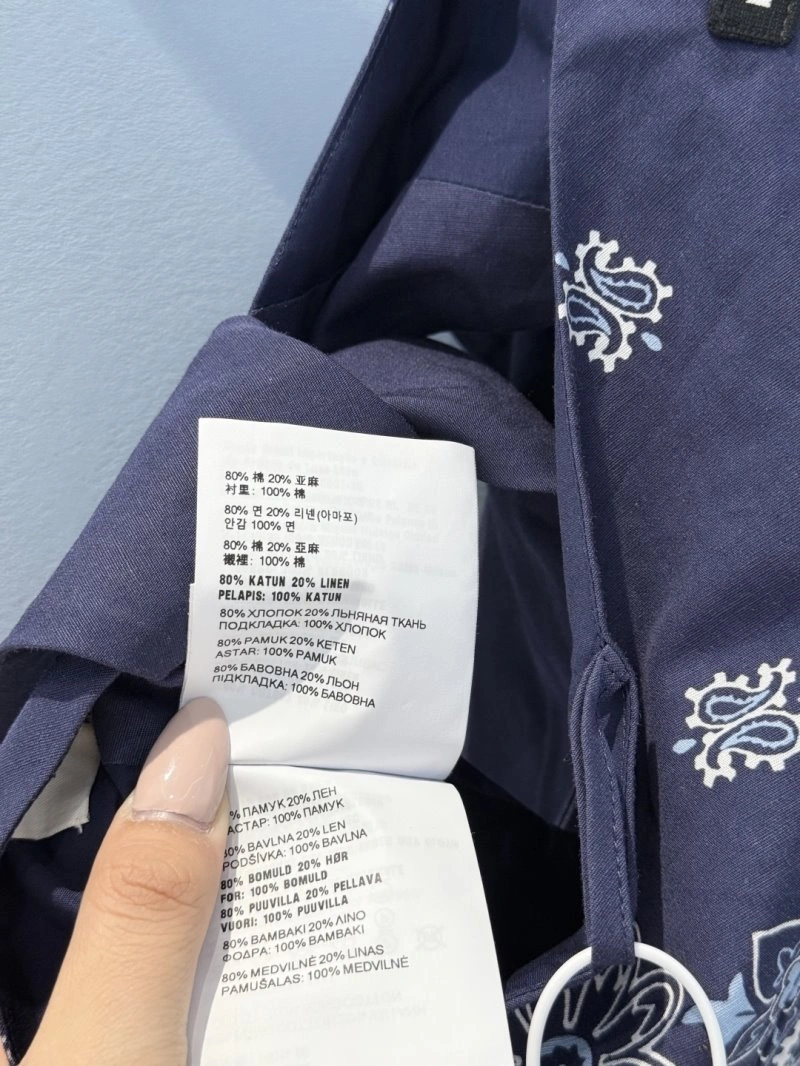 80% 棉 20% 亚麻
衬里: 100% 棉
80% 면 20% 리넨(아마포)
안감 100% 면
80% 棉 20% 亞麻
襯裡: 100% 棉
80% KATUN 20% LINEN
PELAPIS: 100% KATUN
80% ХЛОПОК 20% ЛЬНЯНАЯ ТКАНЬ
ПОДКЛАДКА: 100% ХЛОПОК
80% PAMUK 20% KETEN
ASTAR: 100% PAMUK
80% БАВОВНА 20% ЛЬОН
ПІДКЛАДКА: 100% БАВОВНА
% ПАМУК 20% ЛЕН
АСТАР: 100% ПАМУК
80% BAVLNA 20% LEN
PODŠÍVKA: 100% BAVLNA
80% BOMULD 20% HØR
FOR: 100% BOMULD
80% PUUVILLA 20% PELLAVA
VUORI: 100% PUUVILLA
80% ΒΑΜΒΑΚΙ 20% ΛΙΝΟ
ΦΟΔΡΑ: 100% ΒΑΜΒΑΚΙ
80% MEDVILNĖ 20% LINAS
PAMUŠALAS: 100% MEDVILNĖ